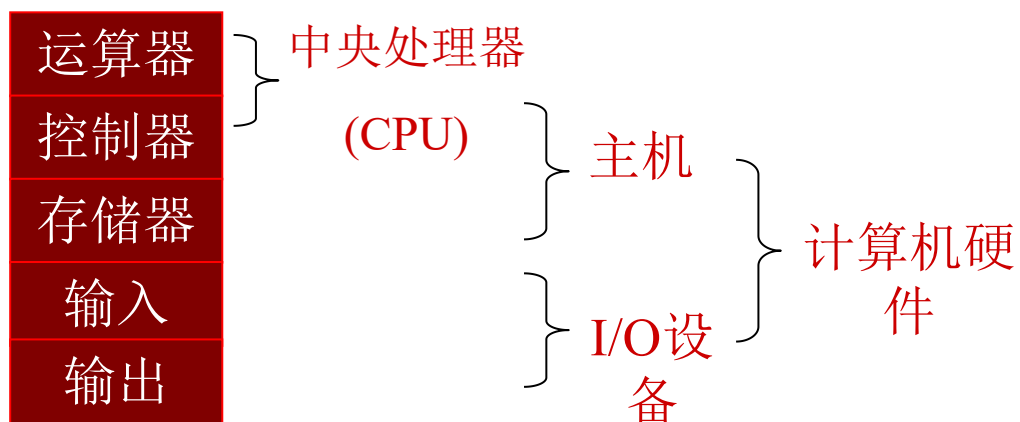 运算器
控制器
存储器
输入
输出
中央处理器
(CPU)
主机
I/O设
备
计算机硬
件